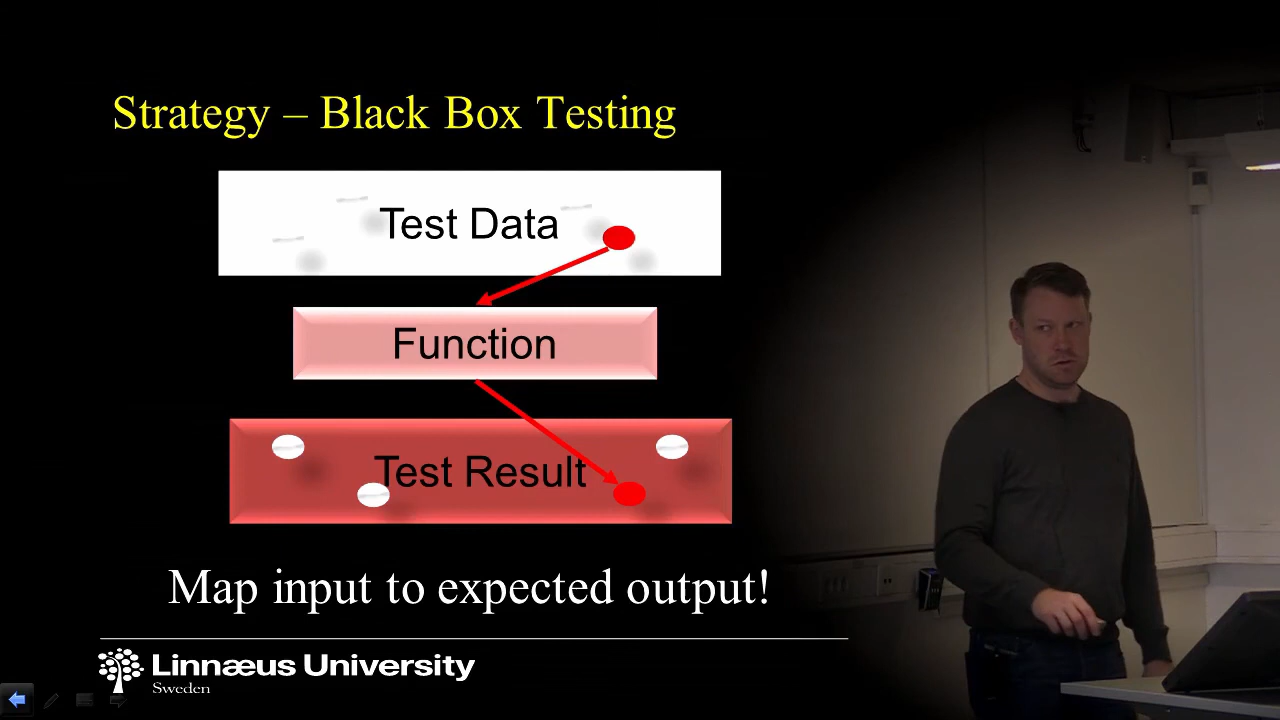 Strategy – Black Box Testing
Test Data
Function
Test Result
Map input to expected output!
Linnæus University
Sweden